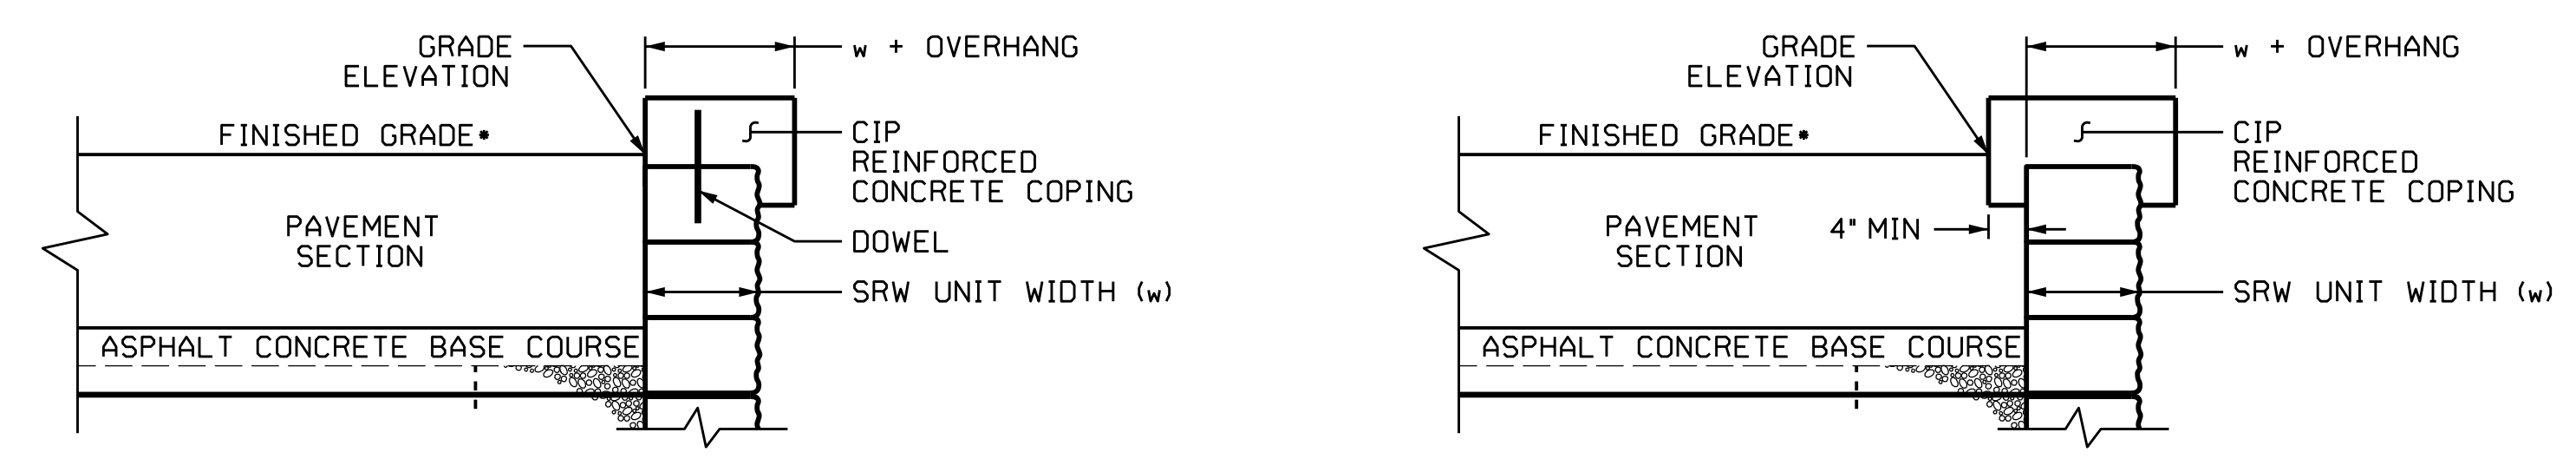 GRADE
ELEVATION
w + OVERHANG
FINISHED GRADE*
CIP
REINFORCED
CONCRETE COPING
PAVEMENT
SECTION
DOWEL
SRW UNIT WIDTH (w)
ASPHALT CONCRETE BASE COURSE
GRADE
ELEVATION
w + OVERHANG
FINISHED GRADE*
CIP
REINFORCED
CONCRETE COPING
PAVEMENT
SECTION
4" MIN
SRW UNIT WIDTH (w)
ASPHALT CONCRETE BASE COURSE